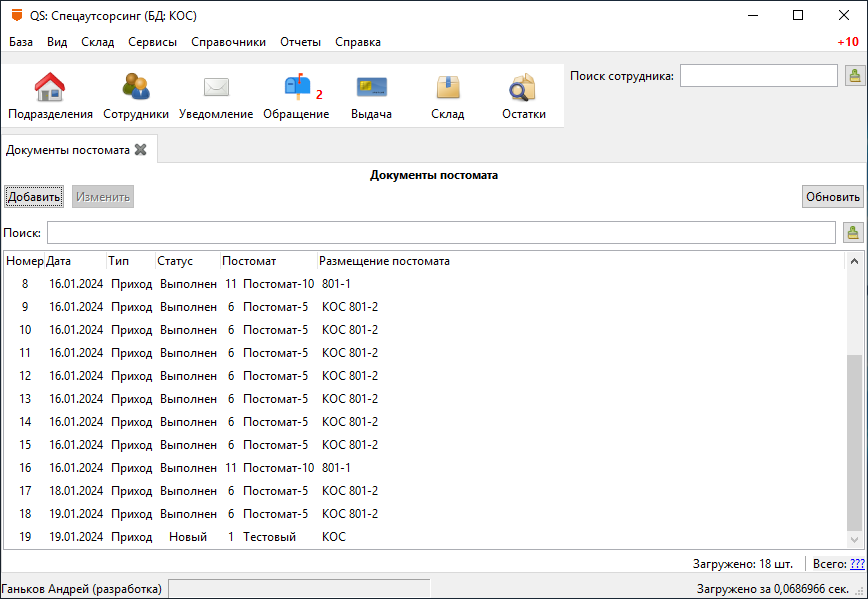 QS: Спецаутсорсинг (БД: КОС)
База Вид Склад Сервисы Справочники Отчеты Справка +10
2
Подразделения Сотрудники Уведомление Обращение Выдача Склад Остатки
Поиск сотрудника:
Документы постомата
Документы постомата
Добавить Изменить Обновить
Поиск:
Номер Дата Тип Статус Постомат Размещение постомата
8 16.01.2024 Приход Выполнен 11 Постомат-10 801-1
9 16.01.2024 Приход Выполнен 6 Постомат-5 КОС 801-2
10 16.01.2024 Приход Выполнен 6 Постомат-5 КОС 801-2
11 16.01.2024 Приход Выполнен 6 Постомат-5 КОС 801-2
12 16.01.2024 Приход Выполнен 6 Постомат-5 КОС 801-2
13 16.01.2024 Приход Выполнен 6 Постомат-5 КОС 801-2
14 16.01.2024 Приход Выполнен 6 Постомат-5 КОС 801-2
15 16.01.2024 Приход Выполнен 6 Постомат-5 КОС 801-2
16 16.01.2024 Приход Выполнен 11 Постомат-10 801-1
17 18.01.2024 Приход Выполнен 6 Постомат-5 КОС 801-2
18 19.01.2024 Приход Выполнен 6 Постомат-5 КОС 801-2
19 19.01.2024 Приход Новый 1 Тестовый КОС
Загружено: 18 шт. Всего: ???
Ганьков Андрей (разработка) Загружено за 0,0686966 сек.